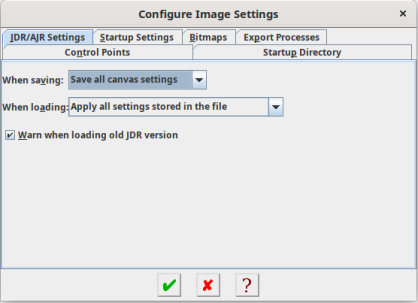 Configure Image Settings ×
JDR/AJR Settings Startup Settings Bitmaps Export Processes
Control Points Startup Directory
When saving: Save all canvas settings
When loading: Apply all settings stored in the file
Warn when loading old JDR version
?